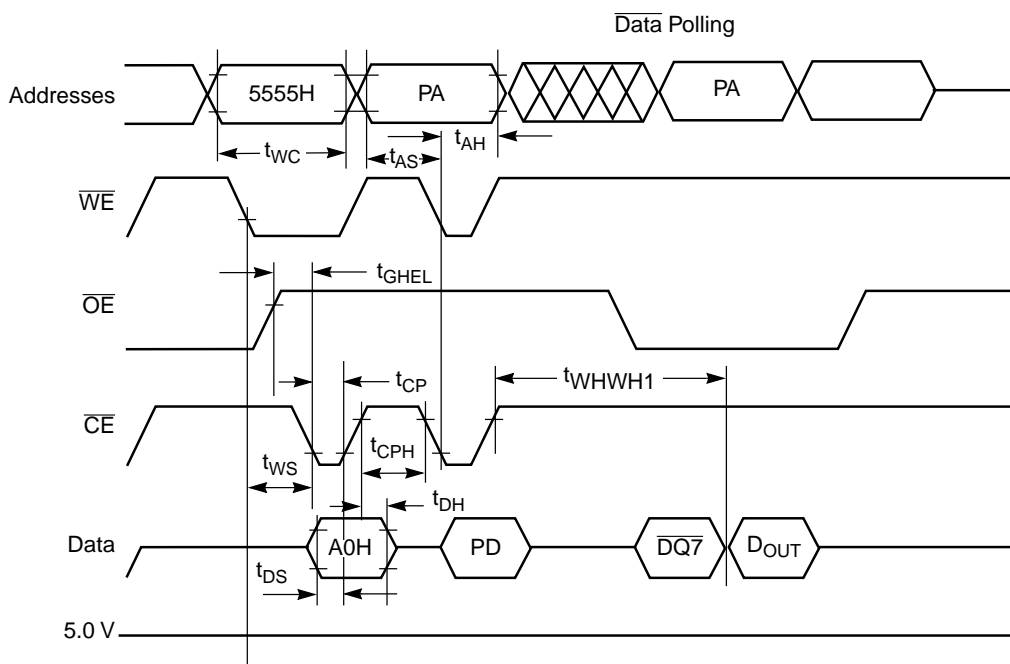 Data Polling
Addresses
5555H
PA
PA
tWC
tAS
tAH
WE
tGHEL
OE
tCP
tWHWH1
CE
tWS
tCPH
tDH
Data
A0H
PD
DQ7
DOUT
tDS
5.0 V